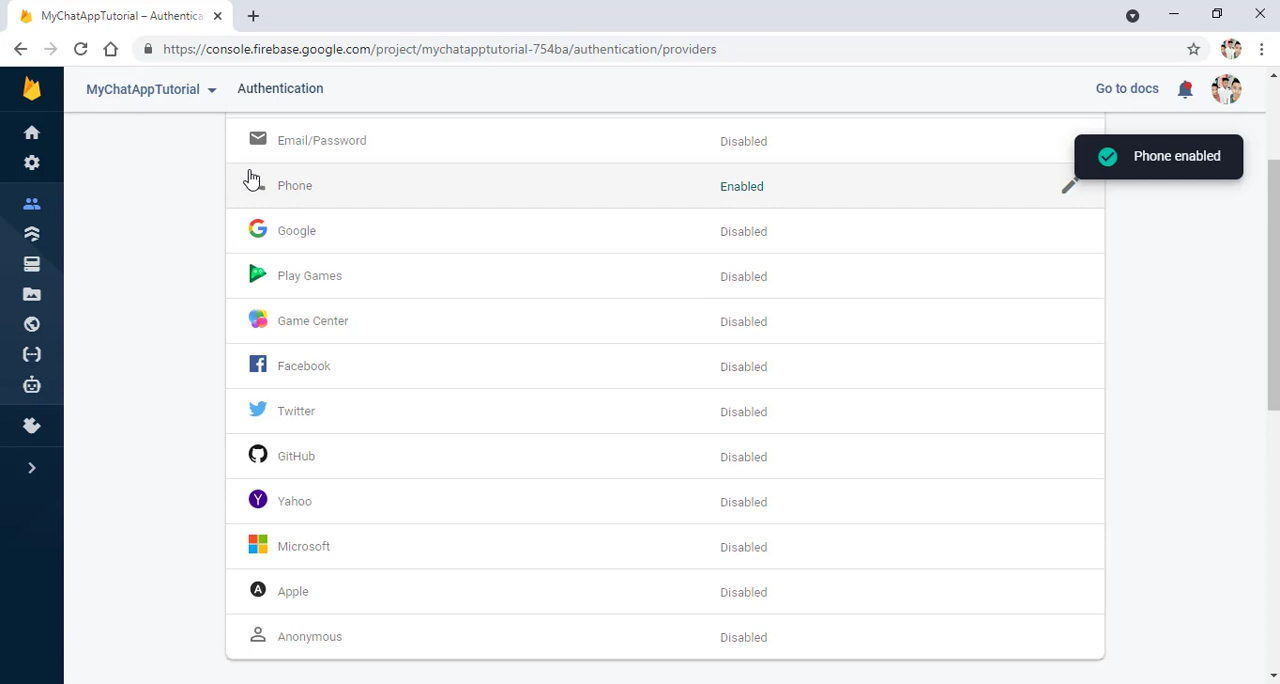 MyChatAppTutorial – Authentica
https://console.firebase.google.com/project/mychatapptutorial-754ba/authentication/providers
MyChatAppTutorial
Authentication
Go to docs
Email/Password Disabled
Phone enabled
Phone Enabled
Google Disabled
Play Games Disabled
Game Center Disabled
Facebook Disabled
Twitter Disabled
GitHub Disabled
Yahoo Disabled
Microsoft Disabled
Apple Disabled
Anonymous Disabled